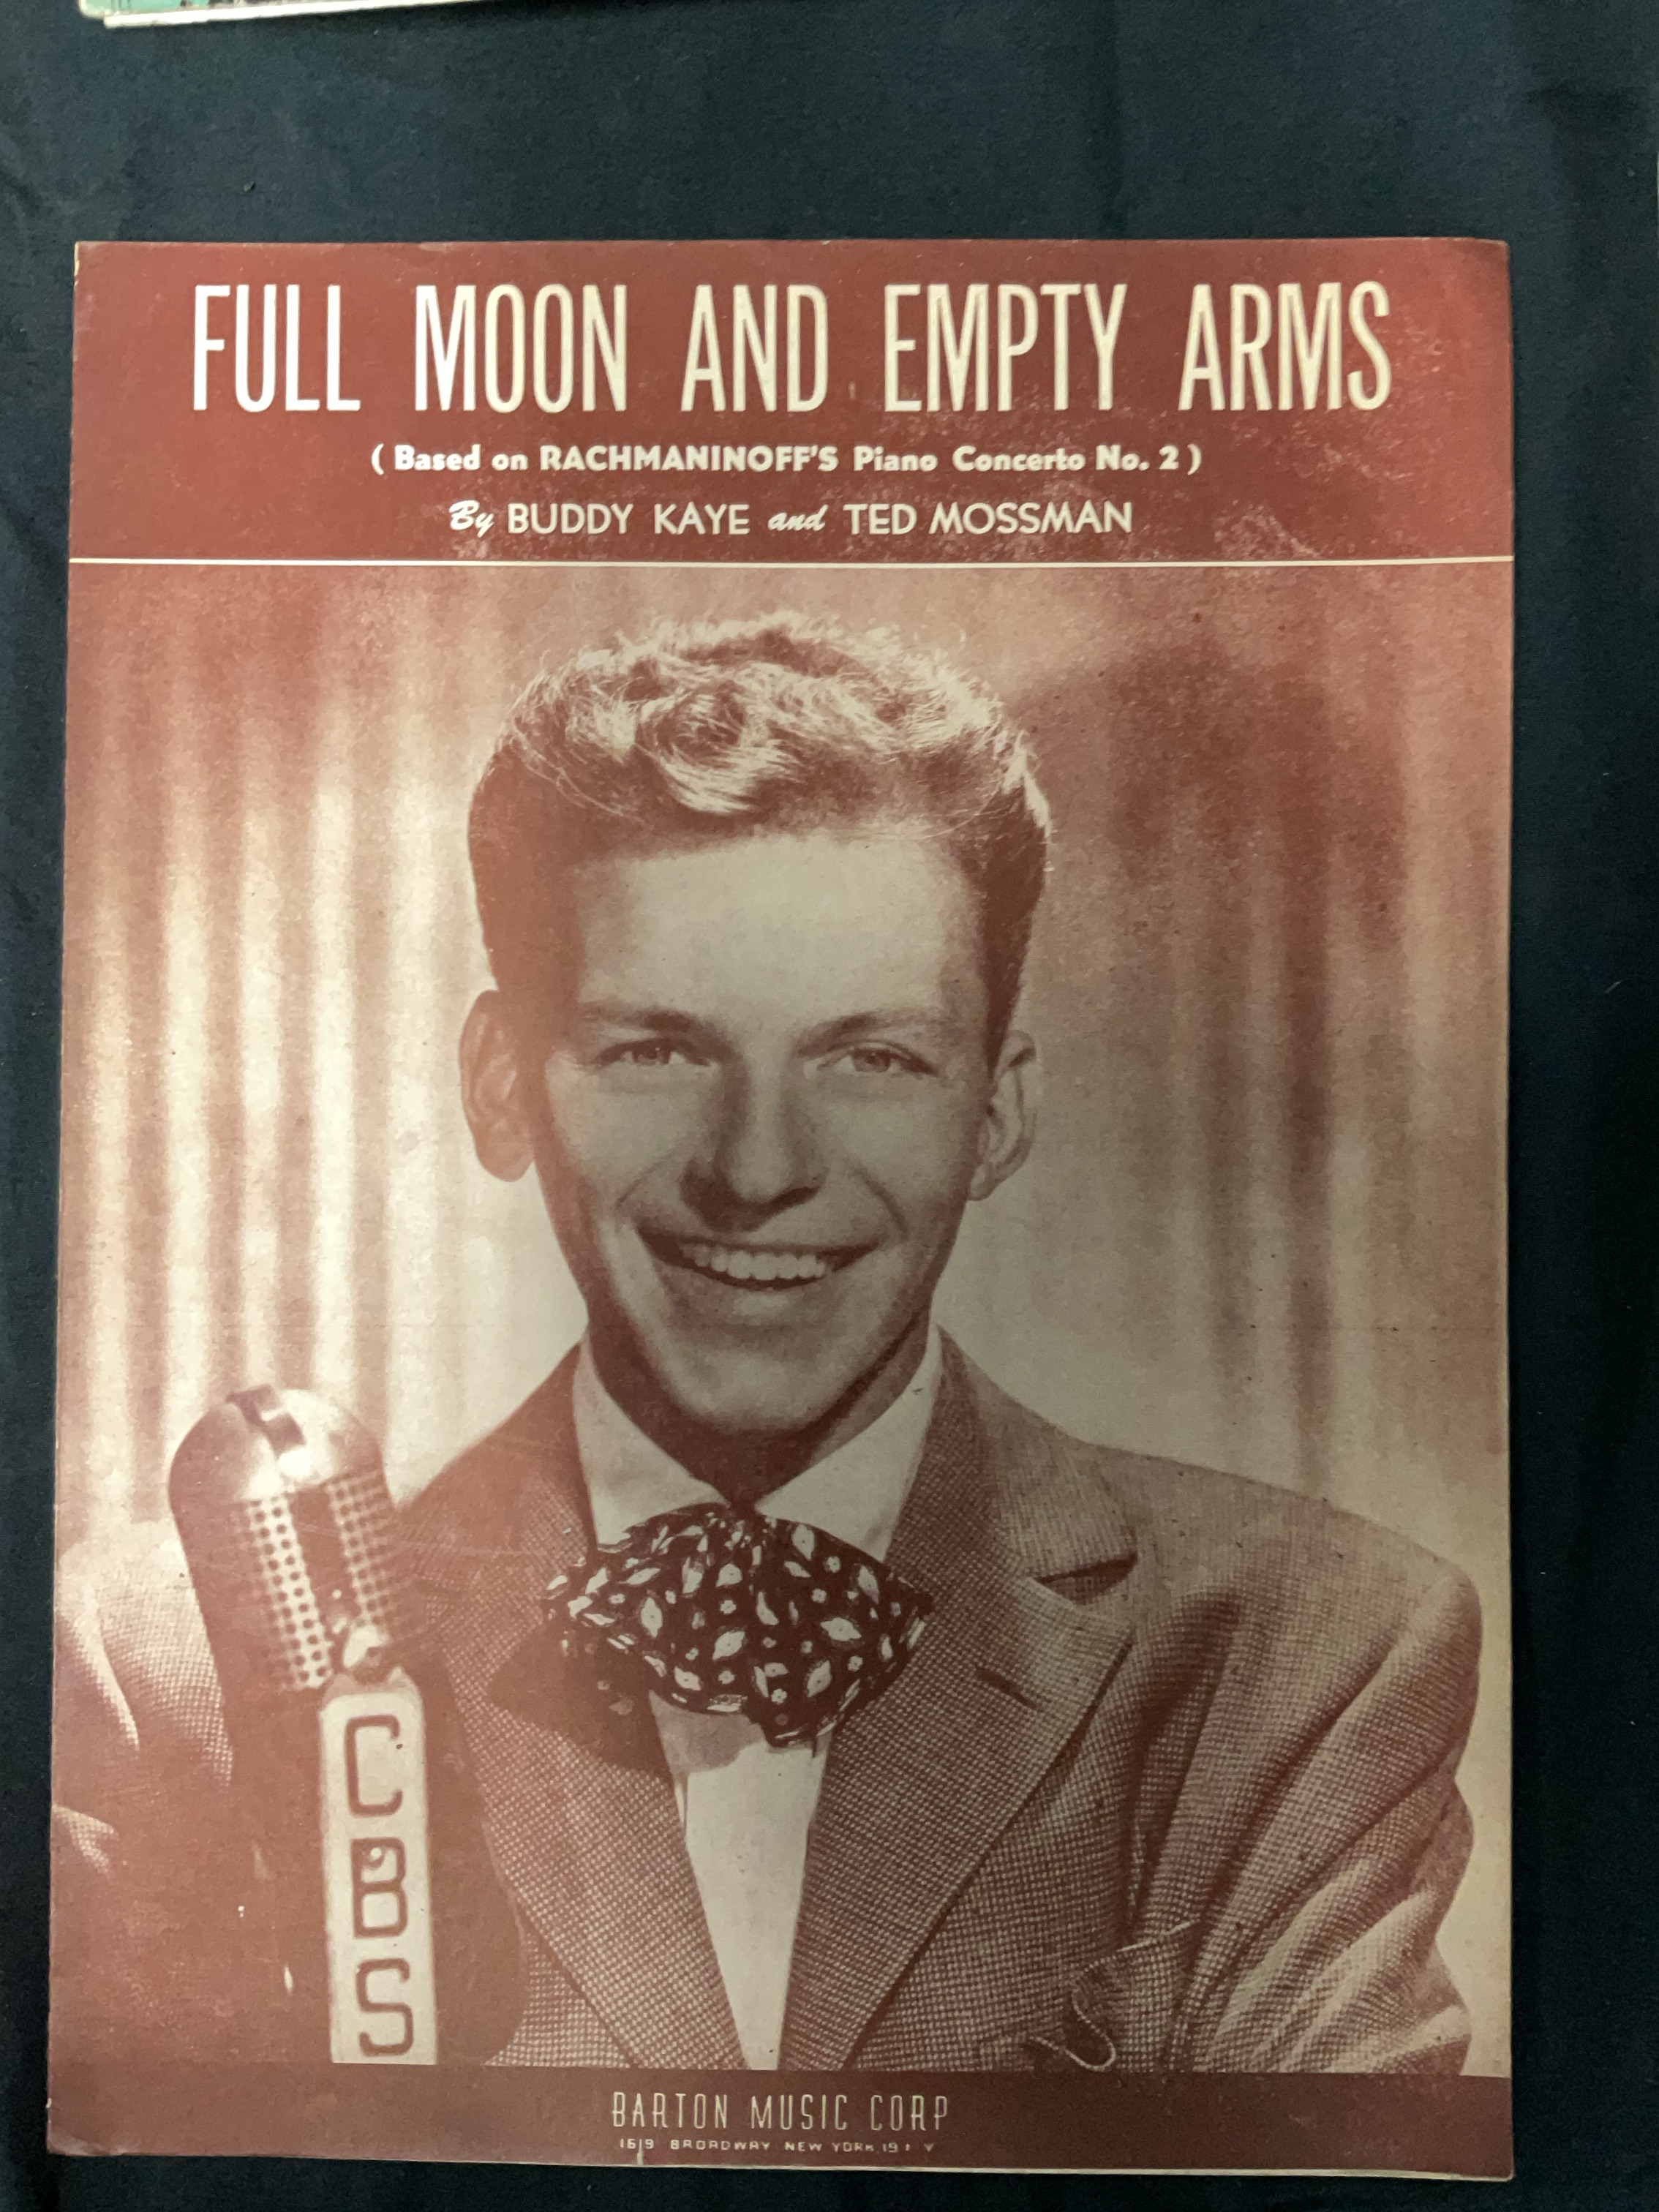 FULL MOON AND EMPTY ARMS
( Based on RACHMANINOFF'S Piano Concerto No. 2 )
By BUDDY KAYE and TED MOSSMAN
CBS
BARTON MUSIC CORP
1619 BROADWAY NEW YORK, 19 N Y